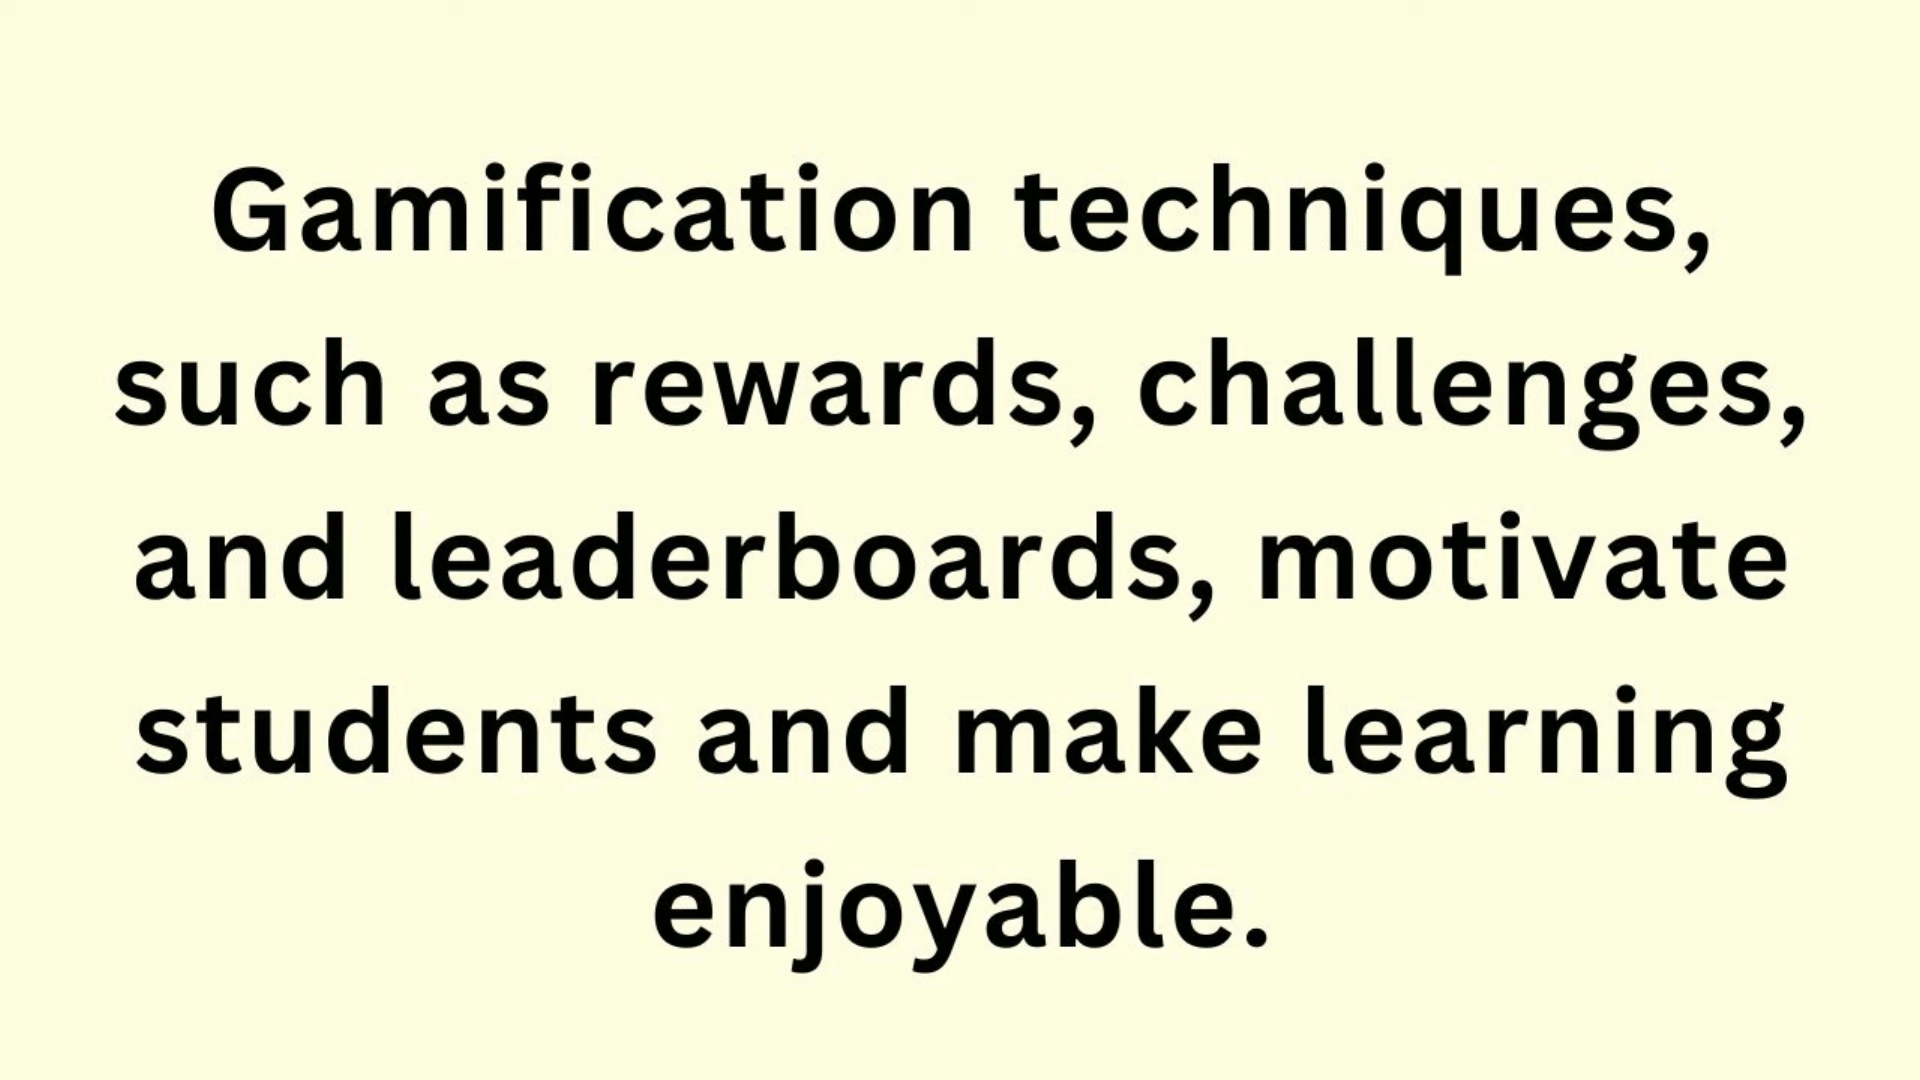 Gamification techniques,
such as rewards, challenges,
and leaderboards, motivate
students and make learning
enjoyable.